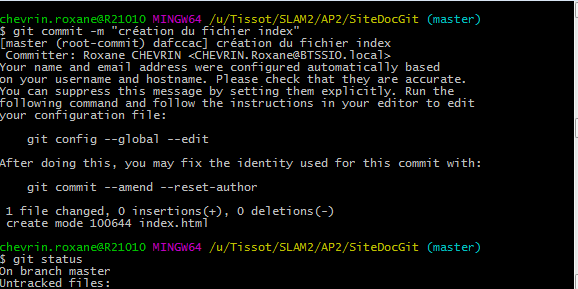 chevrin.roxane@R21010 MINGW64 /u/Tissot/SLAM2/AP2/SiteDocGit (master)
$ git commit -m "création du fichier index"
[master (root-commit) dafccac] création du fichier index
 Committer: Roxane CHEVRIN <CHEVRIN.Roxane@BTSSIO.local>
Your name and email address were configured automatically based
on your username and hostname. Please check that they are accurate.
You can suppress this message by setting them explicitly. Run the
following command and follow the instructions in your editor to edit
your configuration file:

    git config --global --edit

After doing this, you may fix the identity used for this commit with:

    git commit --amend --reset-author

 1 file changed, 0 insertions(+), 0 deletions(-)
 create mode 100644 index.html

chevrin.roxane@R21010 MINGW64 /u/Tissot/SLAM2/AP2/SiteDocGit (master)
$ git status
On branch master
Untracked files: